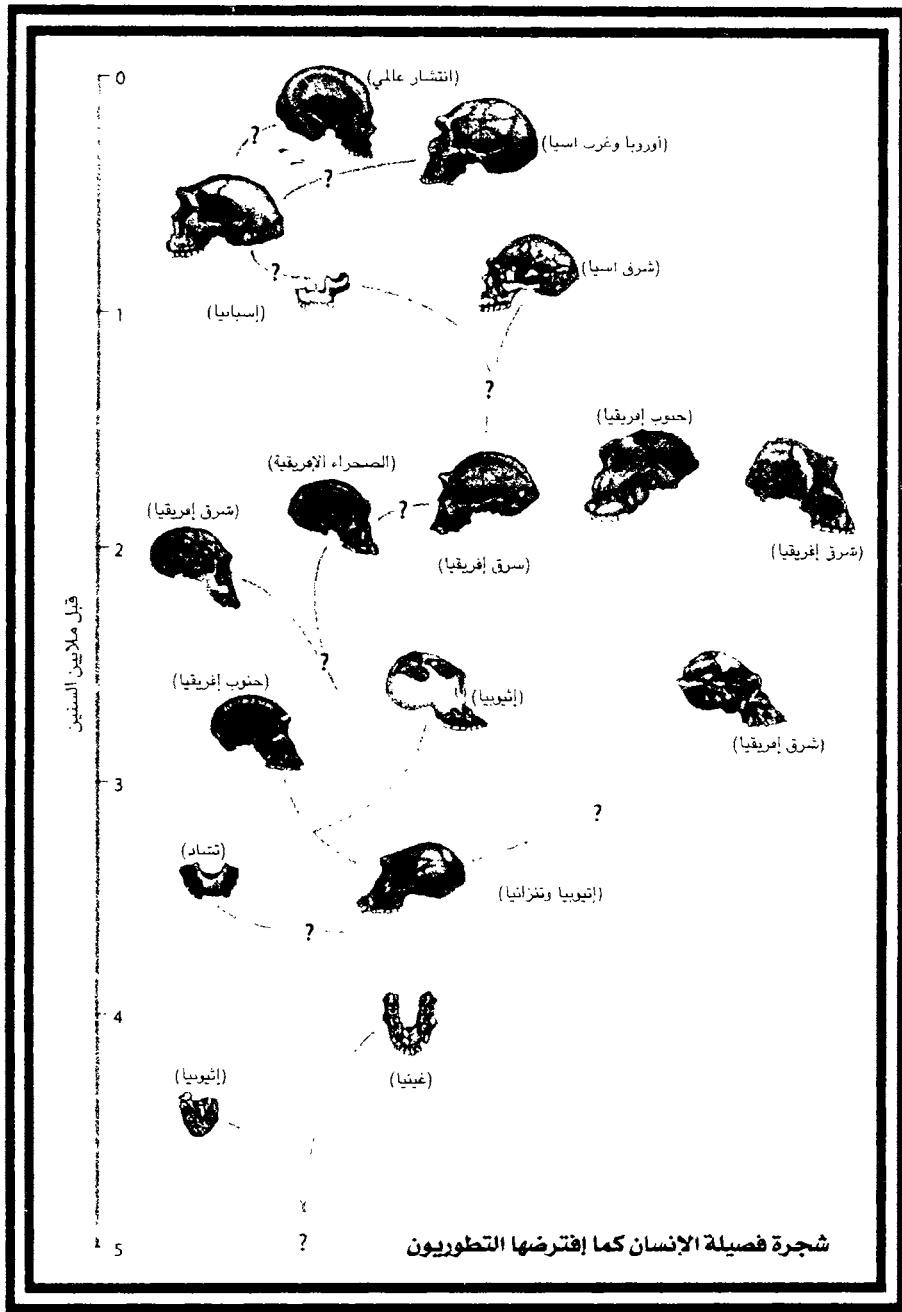 0
(انتشار عالمي)
(أوروبا وغرب اسيا)
?
?
(شرق اسيا)
?
(إسبانيا)
1
?
(جنوب إفريقيا)
(الصحراء الإفريقية)
(شرق إفريقيا)
?
2
(شرق إفريقيا)
(سرق إفريقيا)
قبل ملايين السنين
?
(جنوب إفريقيا)
(إثيوبيا)
(شرق إفريقيا)
3
?
(تشاد)
(إثيوبيا وتنزانيا)
?
4
(إثيوبيا)
(غينيا)
?
5
شجرة فصيلة الإنسان كما إفترضها التطوريون